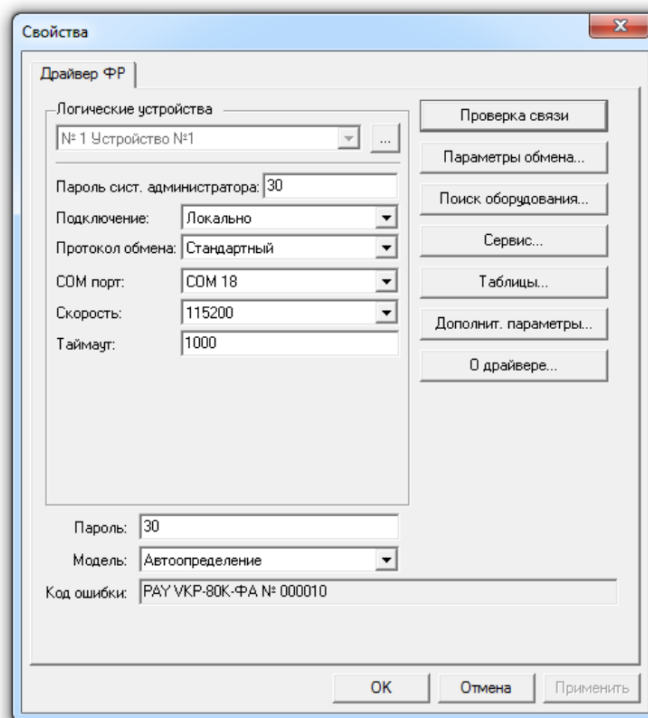 Свойства
Драйвер ФР
Логические устройства
№ 1 Устройство №1
...
Пароль сист. администратора: 30
Подключение: Локально
Протокол обмена: Стандартный
COM порт: COM 18
Скорость: 115200
Таймаут: 1000
Проверка связи
Параметры обмена...
Поиск оборудования...
Сервис...
Таблицы...
Дополнит. параметры...
О драйвере...
Пароль: 30
Модель: Автоопределение
Код ошибки: PAY VKP-80K-ФА № 000010
OK
Отмена
Применить